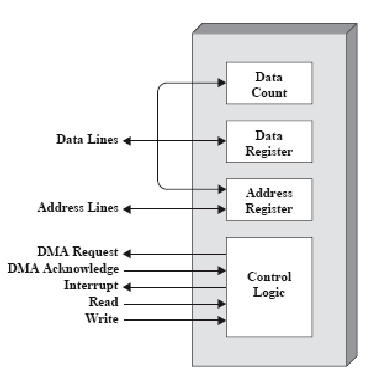 Data
Count
Data Lines
Data
Register
Address Lines
Address
Register
DMA Request
DMA Acknowledge
Interrupt
Read
Write
Control
Logic